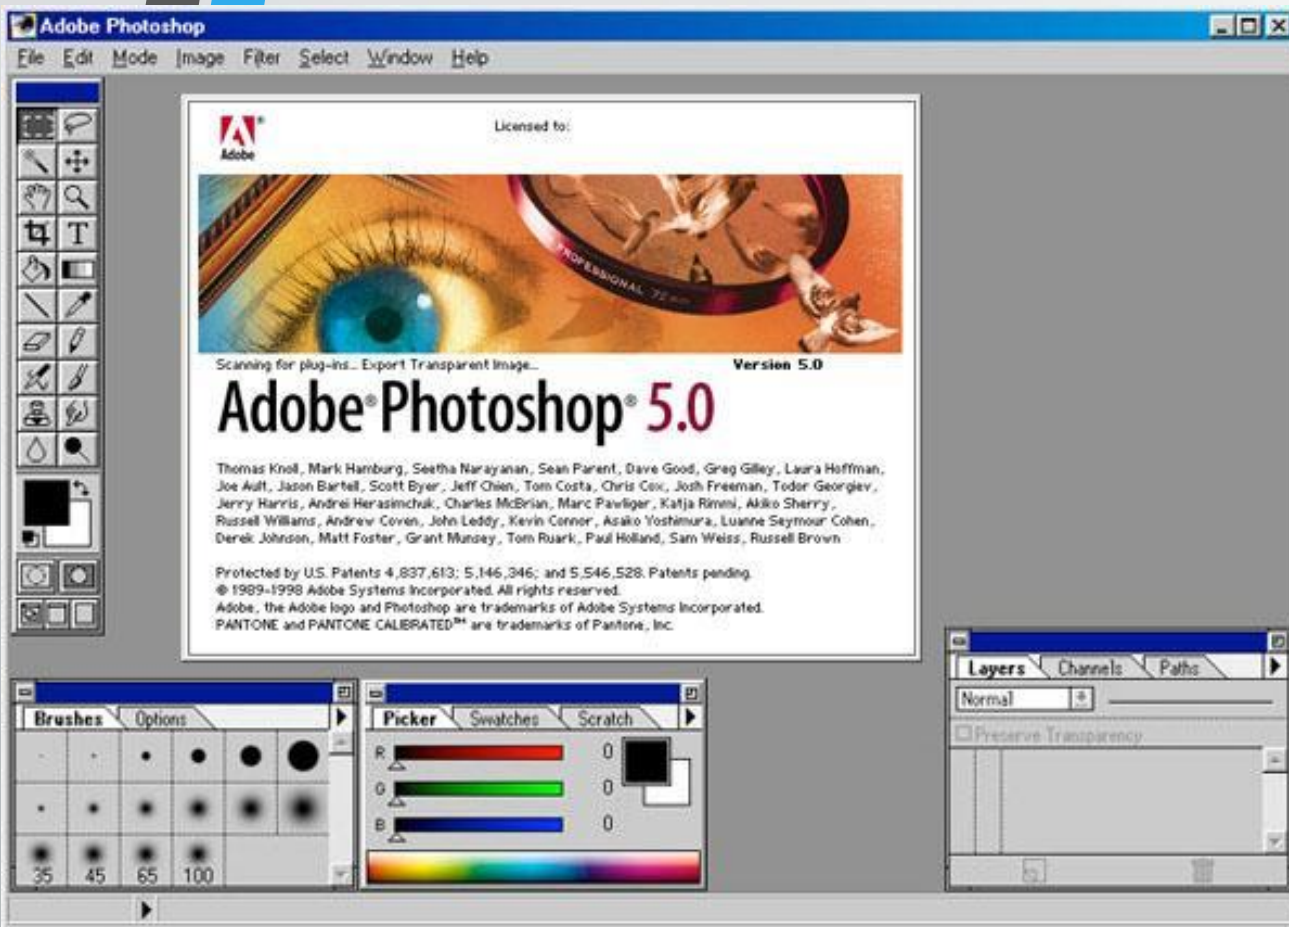 Adobe Photoshop
File Edit Mode Image Filter Select Window Help
Adobe
Licensed to:
PROFESSIONAL 72 mm
Scanning for plug-ins... Export Transparent Image...
Version 5.0
Adobe® Photoshop® 5.0
Thomas Knoll, Mark Hamburg, Seetha Narayanan, Sean Parent, Dave Good, Greg Gilley, Laura Hoffman,
Joe Ault, Jason Bartell, Scott Byer, Jeff Chien, Tom Costa, Chris Cox, Josh Freeman, Todor Georgiev,
Jerry Harris, Andrei Herasimchuk, Charles McBrian, Marc Pawliger, Katja Rimmi, Akiko Sherry,
Russell Williams, Andrew Coven, John Leddy, Kevin Connor, Asako Yoshimura, Luanne Seymour Cohen,
Derek Johnson, Matt Foster, Grant Munsey, Tom Ruark, Paul Holland, Sam Weiss, Russell Brown
Protected by U.S. Patents 4,837,613; 5,146,346; and 5,546,528. Patents pending.
© 1989-1998 Adobe Systems Incorporated. All rights reserved.
Adobe, the Adobe logo and Photoshop are trademarks of Adobe Systems Incorporated.
PANTONE and PANTONE CALIBRATED™ are trademarks of Pantone, Inc.
T
Brushes Options
35 45 65 100
Picker Swatches Scratch
R 0
G 0
B 0
Layers Channels Paths
Normal
Preserve Transparency